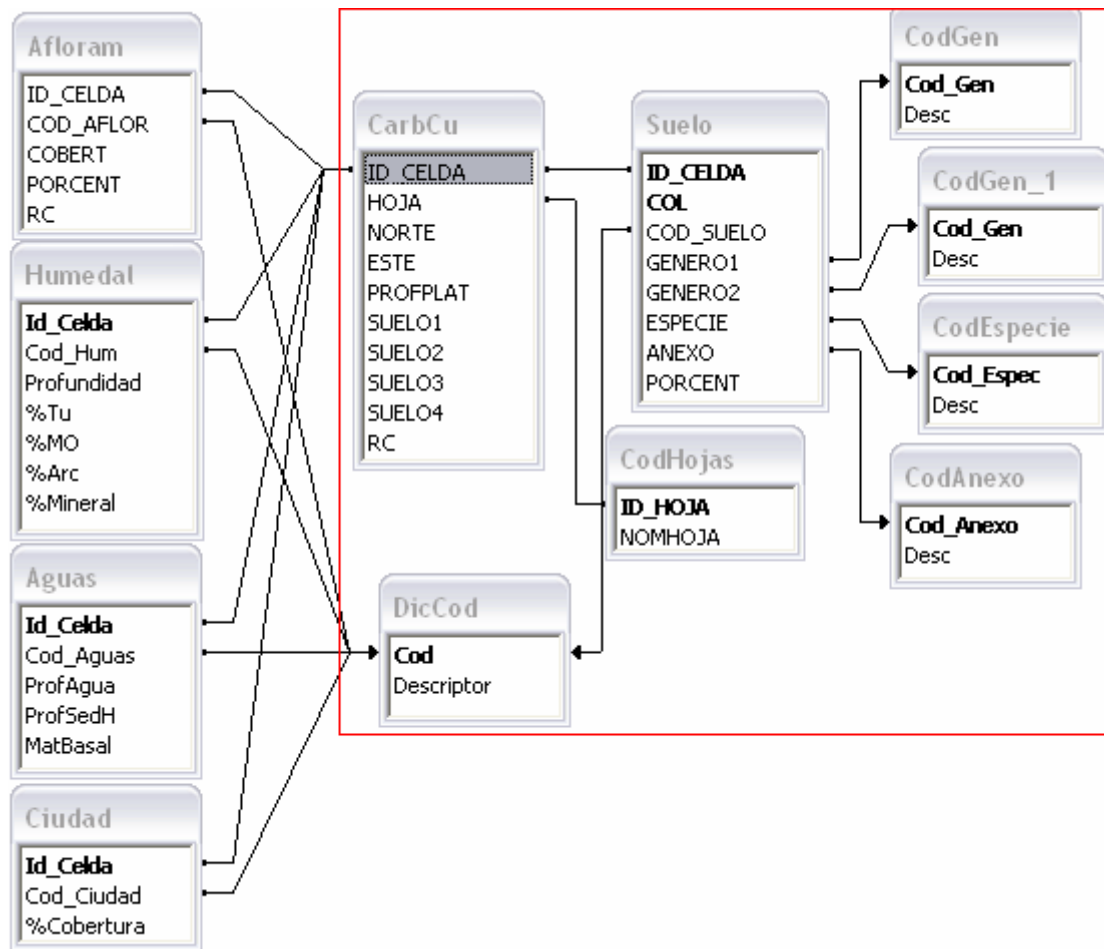 Afloram
ID_CELDA
COD_AFLOR
COBERT
PORCENT
RC
Humedal
Id_Celda
Cod_Hum
Profundidad
%Tu
%MO
%Arc
%Mineral
Aguas
Id_Celda
Cod_Aguas
ProfAgua
ProfSedH
MatBasal
Ciudad
Id_Celda
Cod_Ciudad
%Cobertura
CarbCu
ID_CELDA
HOJA
NORTE
ESTE
PROFPLAT
SUELO1
SUELO2
SUELO3
SUELO4
RC
DicCod
Cod
Descriptor
Suelo
ID_CELDA
COL
COD_SUELO
GENERO1
GENERO2
ESPECIE
ANEXO
PORCENT
CodHojas
ID_HOJA
NOMHOJA
CodGen
Cod_Gen
Desc
CodGen_1
Cod_Gen
Desc
CodEspecie
Cod_Espec
Desc
CodAnexo
Cod_Anexo
Desc